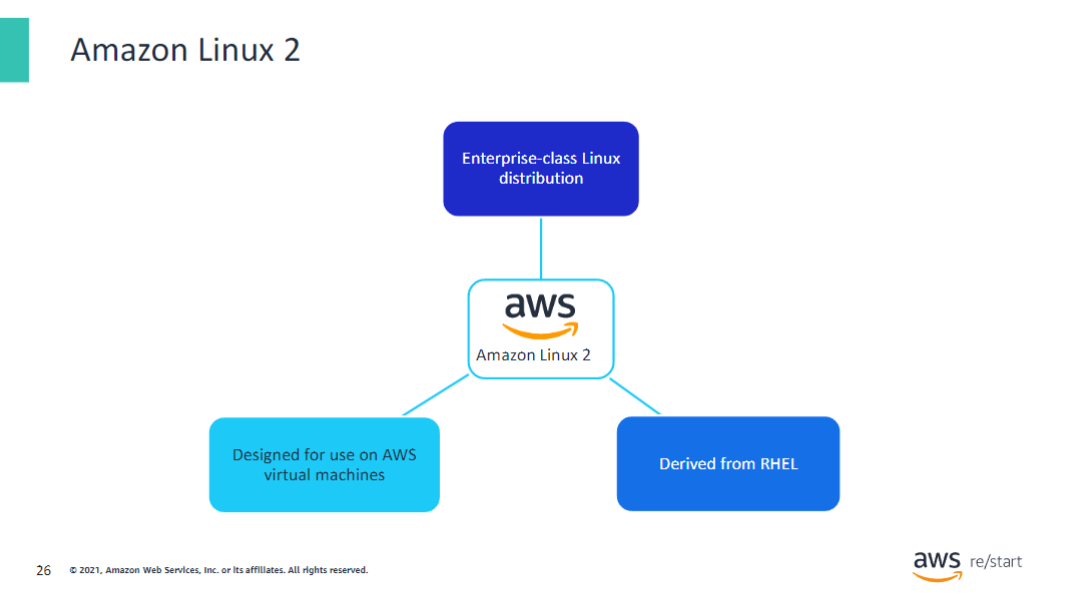 Amazon Linux 2
Enterprise-class Linux
distribution
aws
Amazon Linux 2
Designed for use on AWS
virtual machines
Derived from RHEL
26
© 2021, Amazon Web Services, Inc. or its affiliates. All rights reserved.
aws re/start